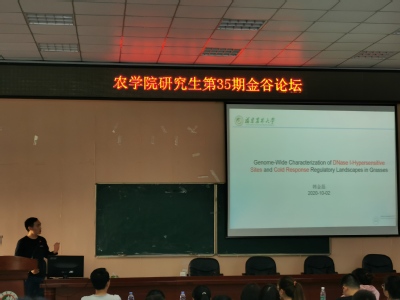 农学院研究生第35期金谷论坛
Genome-Wide Characterization of DNase I-Hypersensitive
Sites and Cold Response Regulatory Landscapes in Grasses